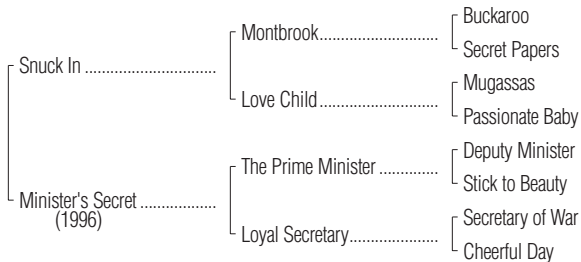 Buckaroo
Montbrook..............................
Secret Papers
Snuck In ................................
Mugassas
Love Child..............................
Passionate Baby
Deputy Minister
The Prime Minister ..............
Stick to Beauty
Minister's Secret ..................
(1996)
Secretary of War
Loyal Secretary.....................
Cheerful Day